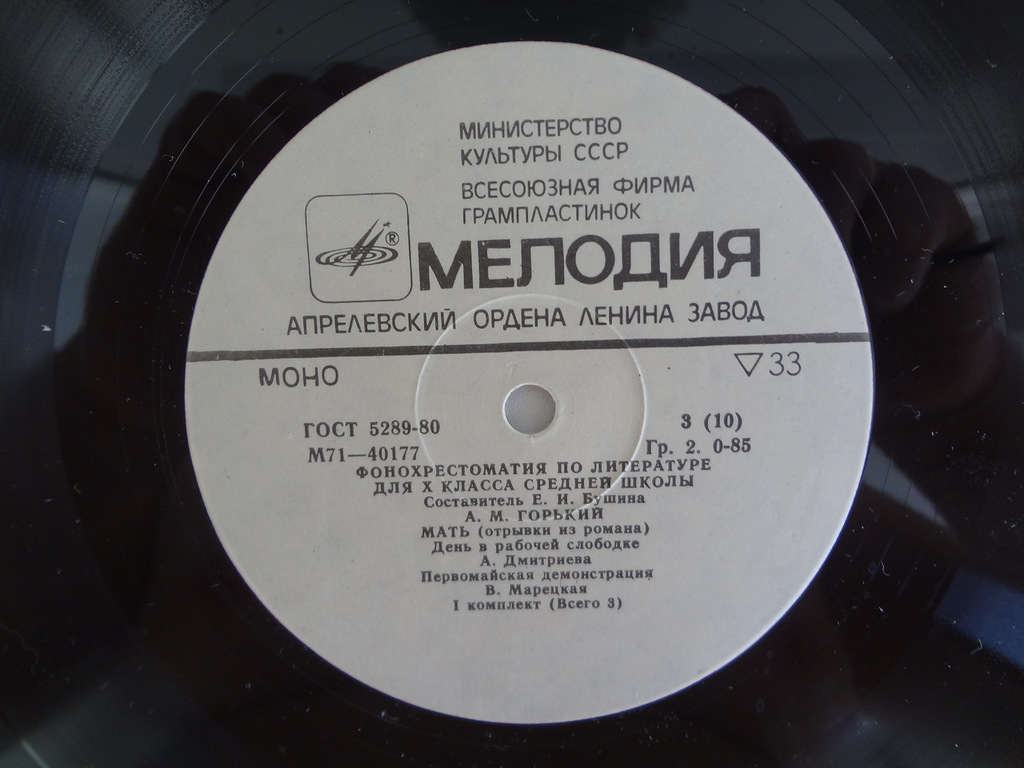 МИНИСТЕРСТВО
КУЛЬТУРЫ СССР
ВСЕСОЮЗНАЯ ФИРМА
ГРАМПЛАСТИНОК
®
МЕЛОДИЯ
АПРЕЛЕВСКИЙ ОРДЕНА ЛЕНИНА ЗАВОД
МОНО
▽33
ГОСТ 5289-80
3 (10)
М71—40177
Гр. 2. 0-85
ФОНОХРЕСТОМАТИЯ ПО ЛИТЕРАТУРЕ
ДЛЯ X КЛАССА СРЕДНЕЙ ШКОЛЫ
Составитель Е. И. Бушина
А. М. ГОРЬКИЙ
МАТЬ (отрывки из романа)
День в рабочей слободке
А. Дмитриева
Первомайская демонстрация
В. Марецкая
I комплект (Всего 3)